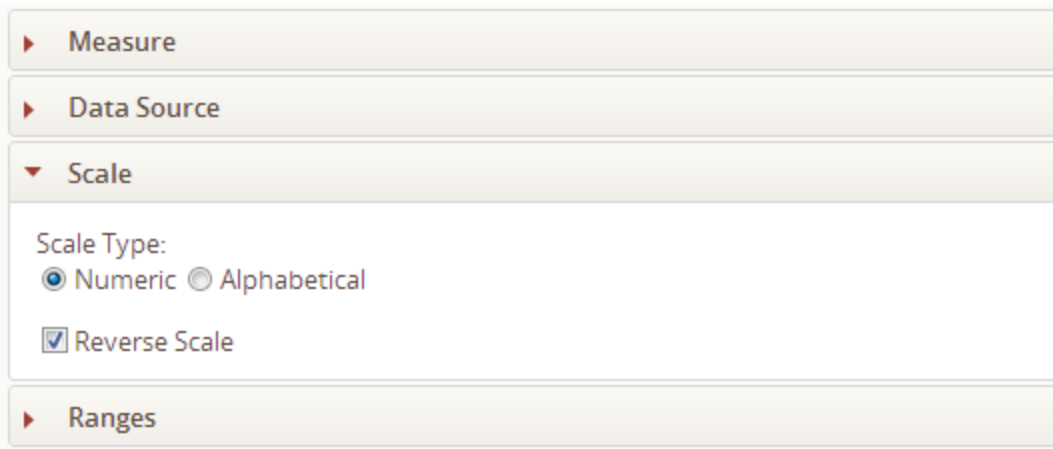 Measure
Data Source
Scale
Scale Type:
Numeric Alphabetical
Reverse Scale
Ranges